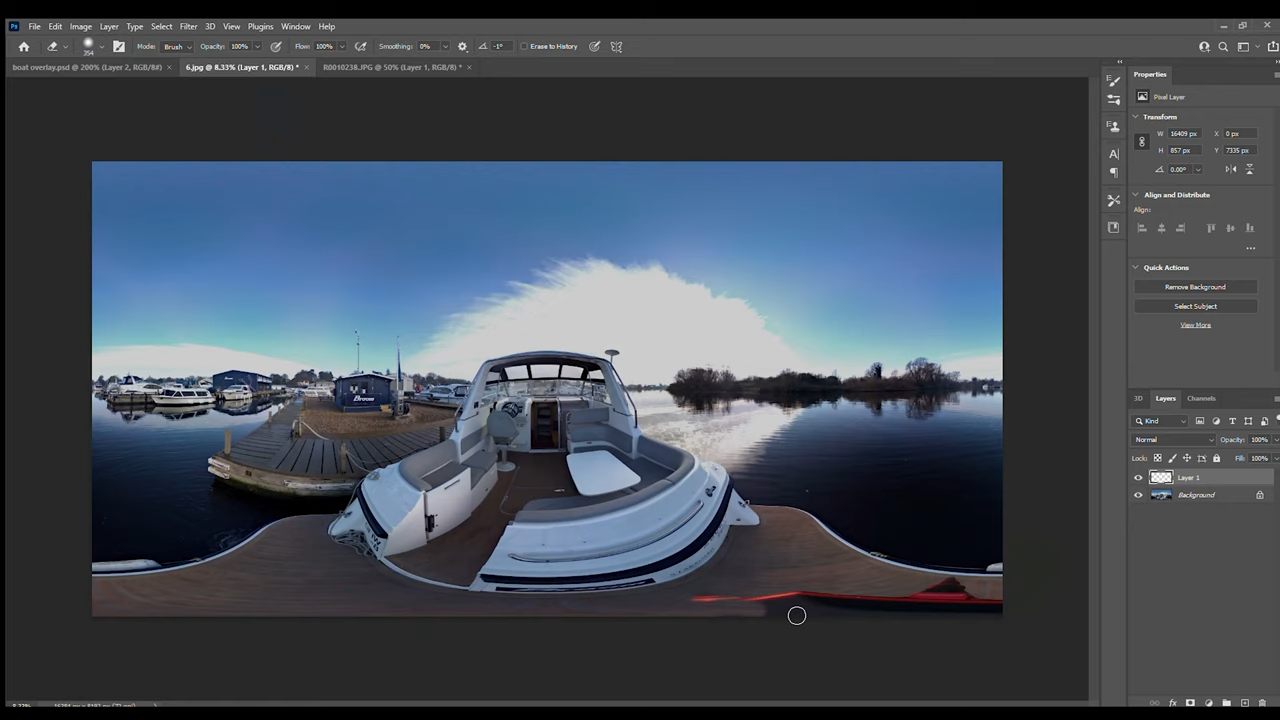 Ps File Edit Image Layer Type Select Filter 3D View Plugins Window Help
354 Mode: Brush Opacity: 100% Flow: 100% Smoothing: 0% -1° Erase to History
boat overlay.psd @ 200% (Layer 2, RGB/8#) × 6.jpg @ 8.33% (Layer 1, RGB/8) * × R0010238.JPG @ 50% (Layer 1, RGB/8) * ×
Properties
Pixel Layer
Transform
W 16409 px X 0 px
H 857 px Y 7335 px
0.00°
Align and Distribute
Align:
Quick Actions
Remove Background
Select Subject
View More
3D Layers Channels
Kind
Normal Opacity: 100%
Lock: Fill: 100%
Layer 1
Background